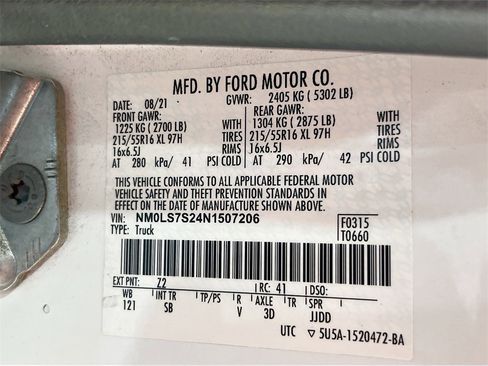 MFD. BY FORD MOTOR CO.
DATE: 08/21 GVWR: 2405 KG ( 5302 LB)
FRONT GAWR: REAR GAWR:
1225 KG ( 2700 LB) WITH 1304 KG ( 2875 LB) WITH
215/55R16 XL 97H TIRES 215/55R16 XL 97H TIRES
16x6.5J RIMS 16x6.5J RIMS
AT 280 kPa/ 41 PSI COLD AT 290 kPa/ 42 PSI COLD
THIS VEHICLE CONFORMS TO ALL APPLICABLE FEDERAL MOTOR
VEHICLE SAFETY AND THEFT PREVENTION STANDARDS IN
EFFECT ON THE DATE OF MANUFACTURE SHOWN ABOVE.
VIN: NM0LS7S24N1507206 F0315
TYPE: Truck T0660
EXT PNT: Z2 RC: 41 DSO:
WB INT TR TP/PS R AXLE TR SPR
121 SB V 3D JJDD
UTC ▽ 5U5A-1520472-BA